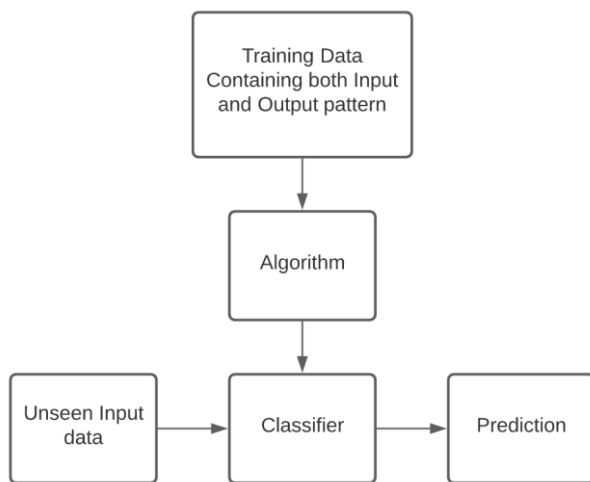 Training Data
Containing both Input
and Output pattern
Algorithm
Unseen Input
data
Classifier
Prediction